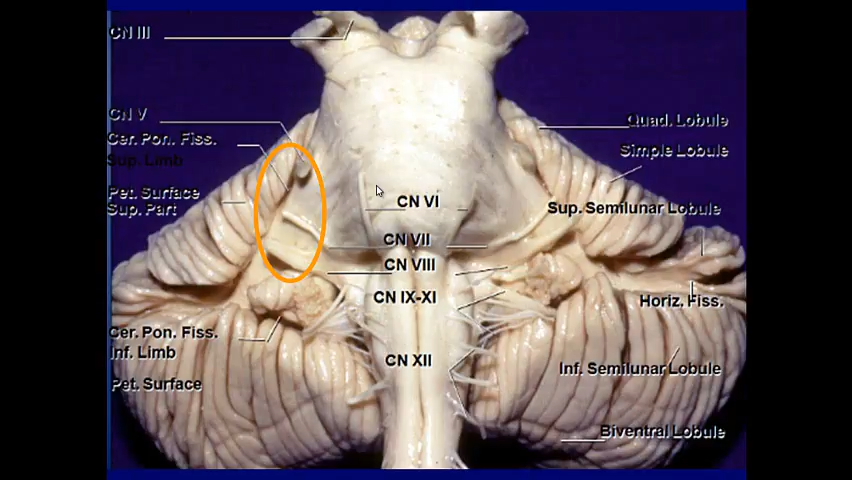 CN III
CN V
Cer. Pon. Fiss.
Sup. Limb
Pet. Surface
Sup. Part
Cer. Pon. Fiss.
Inf. Limb
Pet. Surface
CN VI
CN VII
CN VIII
CN IX-XI
CN XII
Quad. Lobule
Simple Lobule
Sup. Semilunar Lobule
Horiz. Fiss.
Inf. Semilunar Lobule
Biventral Lobule